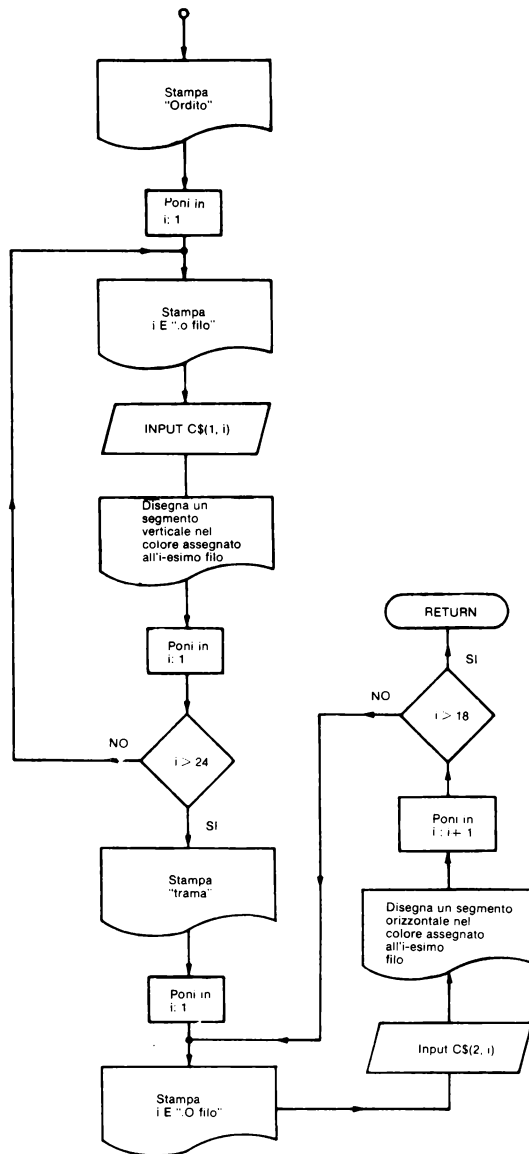 Stampa
"Ordito"
Poni in
i: 1
Stampa
i E ".o filo"
INPUT C$(1, i)
Disegna un
segmento
verticale nel
colore assegnato
all'i-esimo filo
Poni in
i: 1
i > 24
NO
SI
Stampa
"trama"
Poni in
i: 1
Stampa
i E ".O filo"
Input C$(2, i)
Disegna un segmento
orizzontale nel
colore assegnato
all'i-esimo
filo
Poni in
i : i + 1
i > 18
NO
SI
RETURN